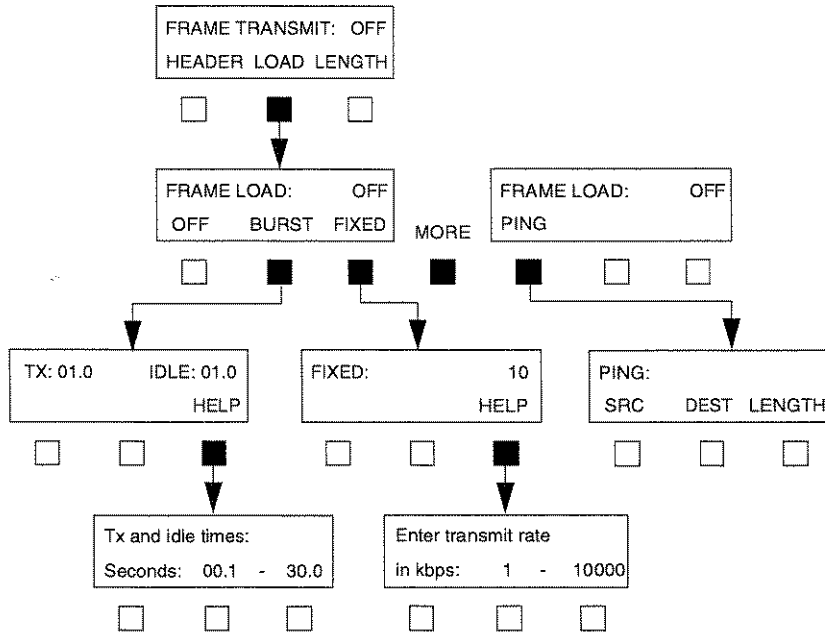 FRAME TRANSMIT: OFF
HEADER LOAD LENGTH
FRAME LOAD: OFF
OFF BURST FIXED
MORE
FRAME LOAD: OFF
PING
TX: 01.0 IDLE: 01.0
HELP
FIXED: 10
HELP
PING:
SRC DEST LENGTH
Tx and idle times:
Seconds: 00.1 - 30.0
Enter transmit rate
in kbps: 1 - 10000